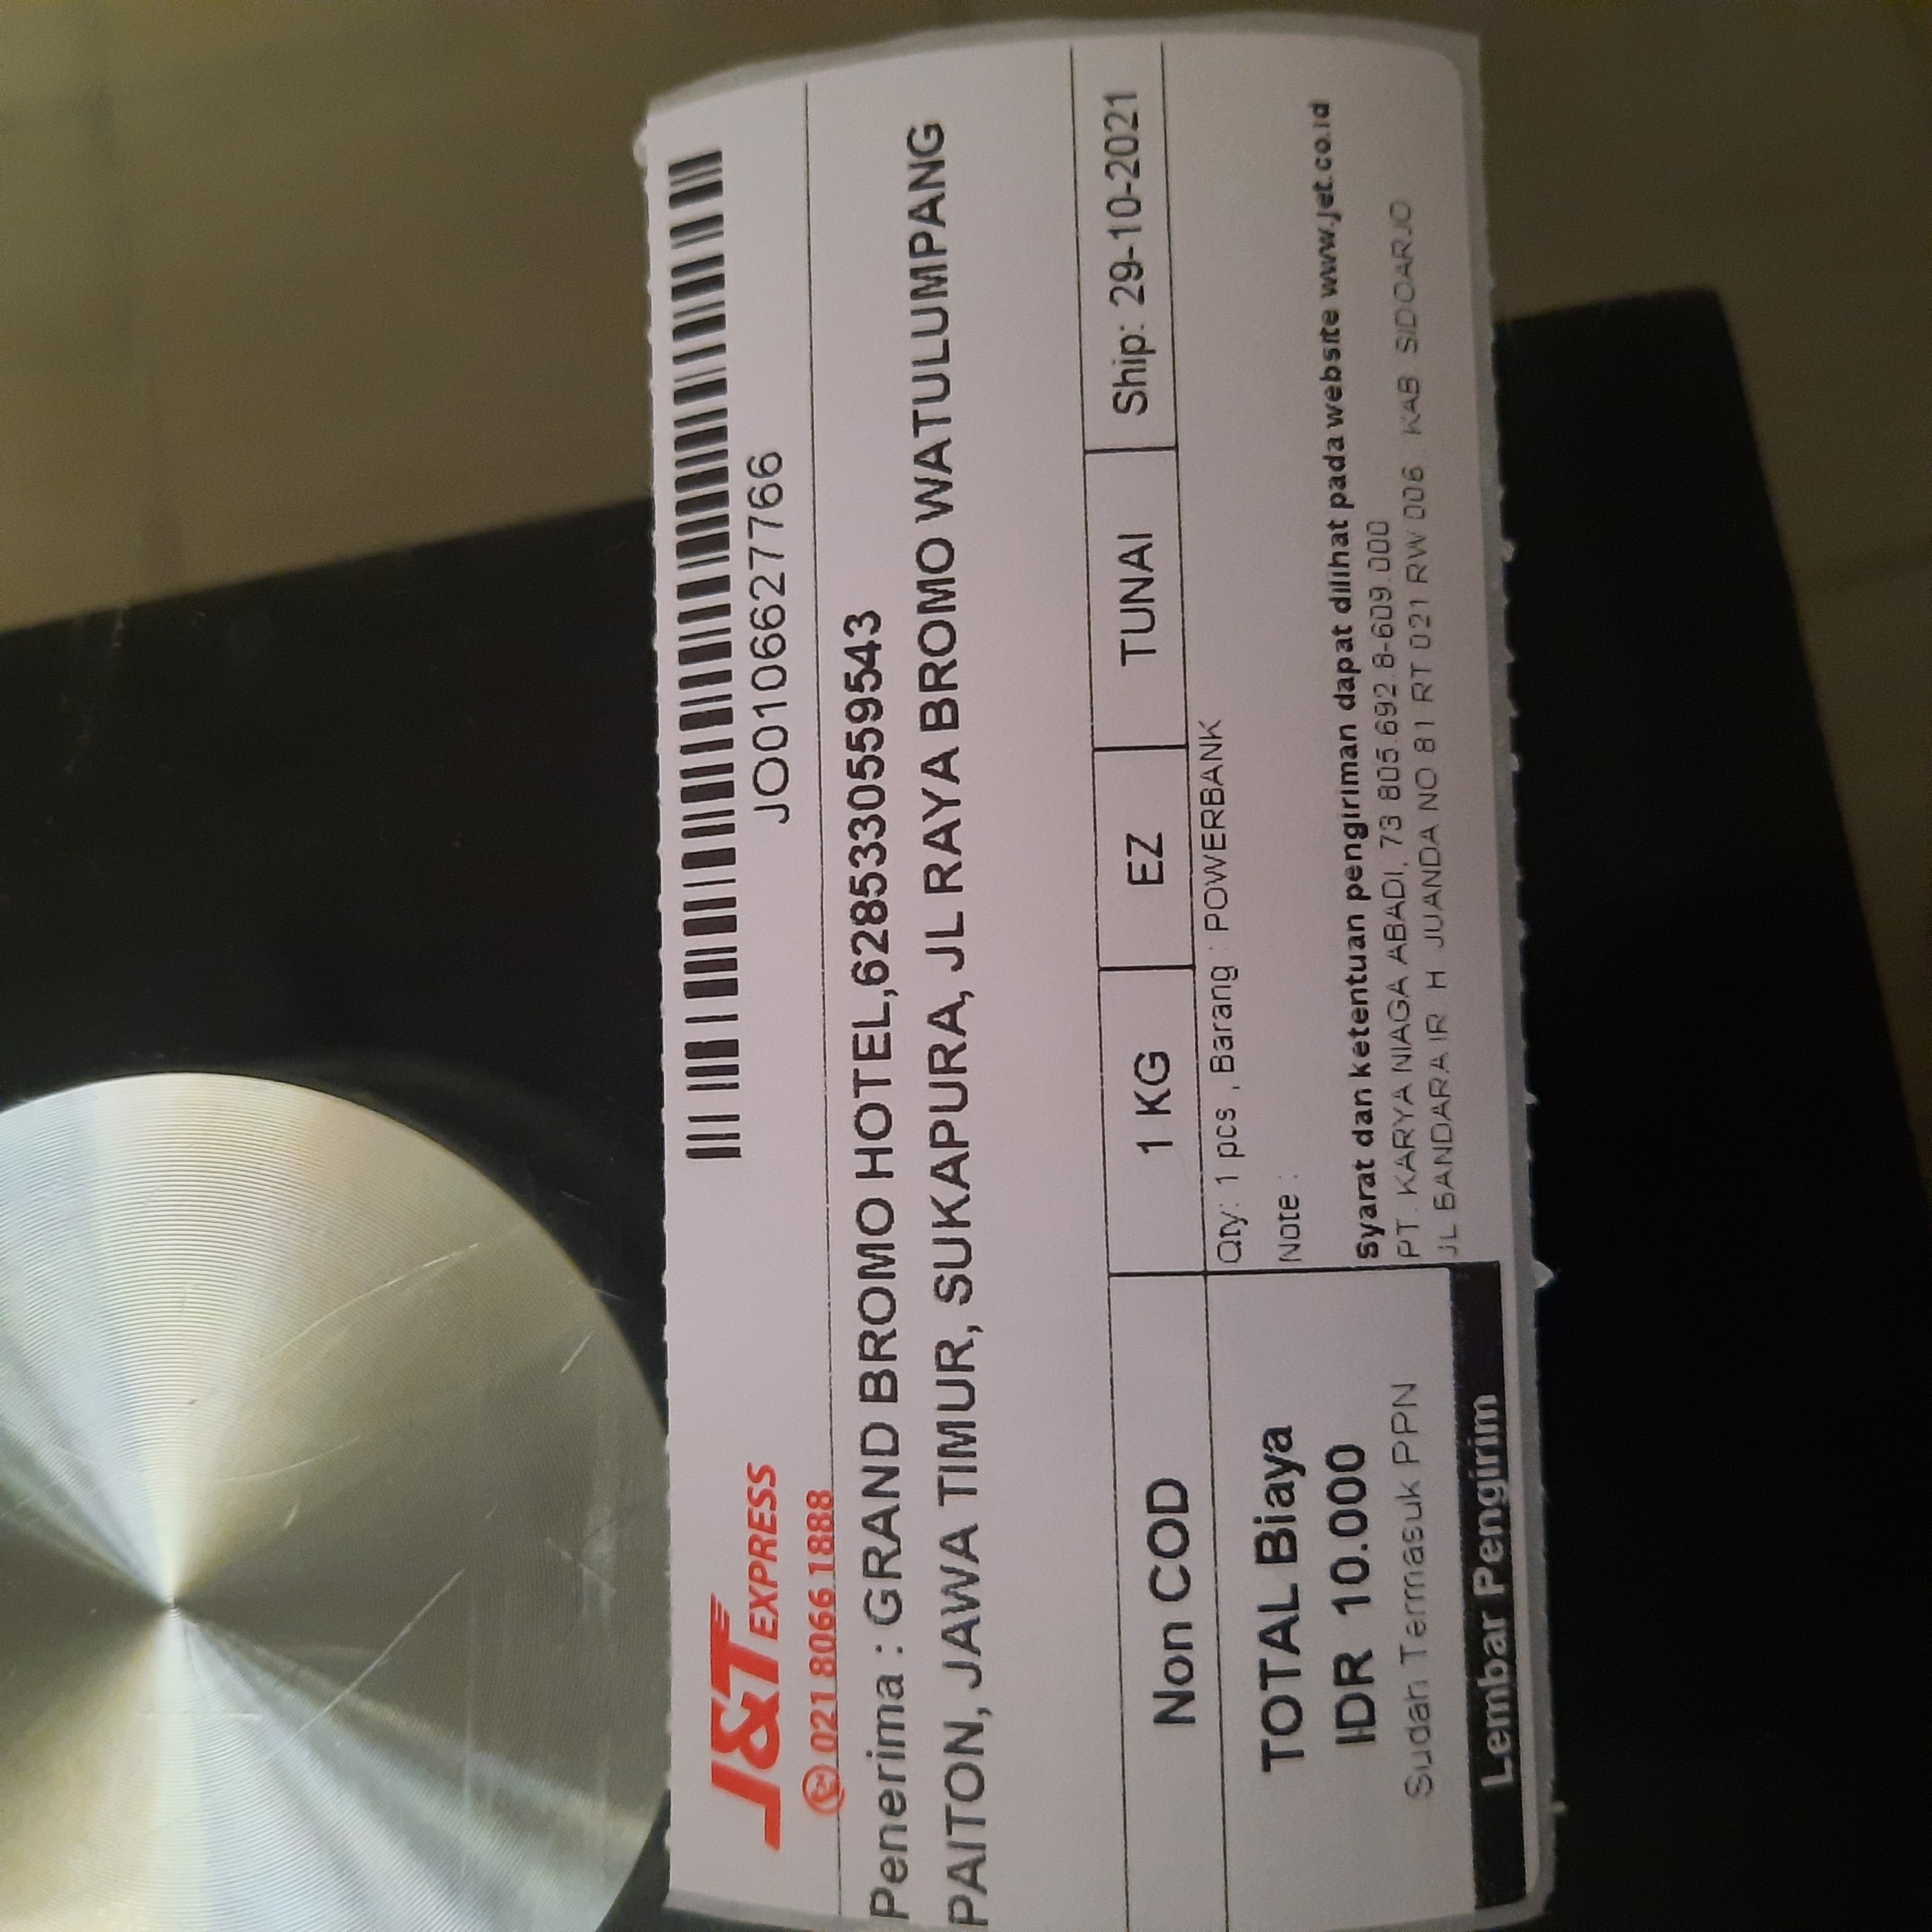 J&T EXPRESS
021 8066 1888
JO0106627766
Penerima : GRAND BROMO HOTEL,6285330559543
PAITON, JAWA TIMUR, SUKAPURA, JL RAYA BROMO WATULUMPANG
Non COD
1 KG
EZ
TUNAI
Ship: 29-10-2021
TOTAL Biaya
IDR 10.000
Sudah Termasuk PPN
Lembar Pengirim
Qty: 1 pcs , Barang : POWERBANK
Note :
Syarat dan ketentuan pengiriman dapat dilihat pada website www.jet.co.id
PT. KARYA NIAGA ABADI, 73.805.692.8-609.000
JL BANDARA IR. H. JUANDA NO 81 RT 021 RW 006 , KAB. SIDOARJO